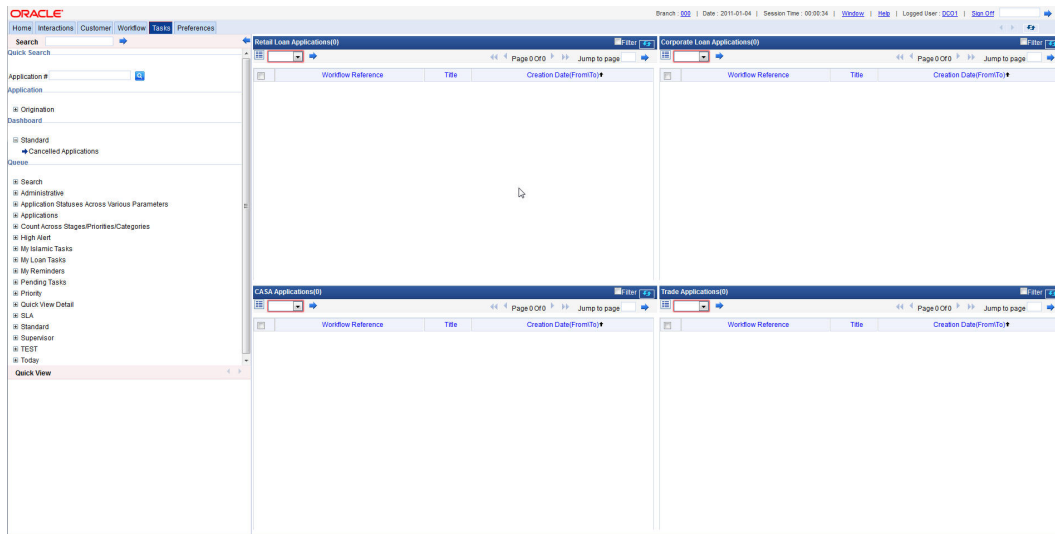 ORACLE
Branch : 000 | Date : 2011-01-04 | Session Time : 00:00:34 | Window | Help | Logged User : DCO1 | Sign Off
Home Interactions Customer Workflow Tasks Preferences
Search
Quick Search
Application #
Application
Origination
Dashboard
Standard
Cancelled Applications
Queue
Search
Administrative
Application Statuses Across Various Parameters
Applications
Count Across Stages/Priorities/Categories
High Alert
My Islamic Tasks
My Loan Tasks
My Reminders
Pending Tasks
Priority
Quick View Detail
SLA
Standard
Supervisor
TEST
Today
Quick View
Retail Loan Applications(0) Filter
Page 0 Of 0 Jump to page
Workflow Reference Title Creation Date(From\To)
Corporate Loan Applications(0) Filter
Page 0 Of 0 Jump to page
Workflow Reference Title Creation Date(From\To)
CASA Applications(0) Filter
Page 0 Of 0 Jump to page
Workflow Reference Title Creation Date(From\To)
Trade Applications(0) Filter
Page 0 Of 0 Jump to page
Workflow Reference Title Creation Date(From\To)